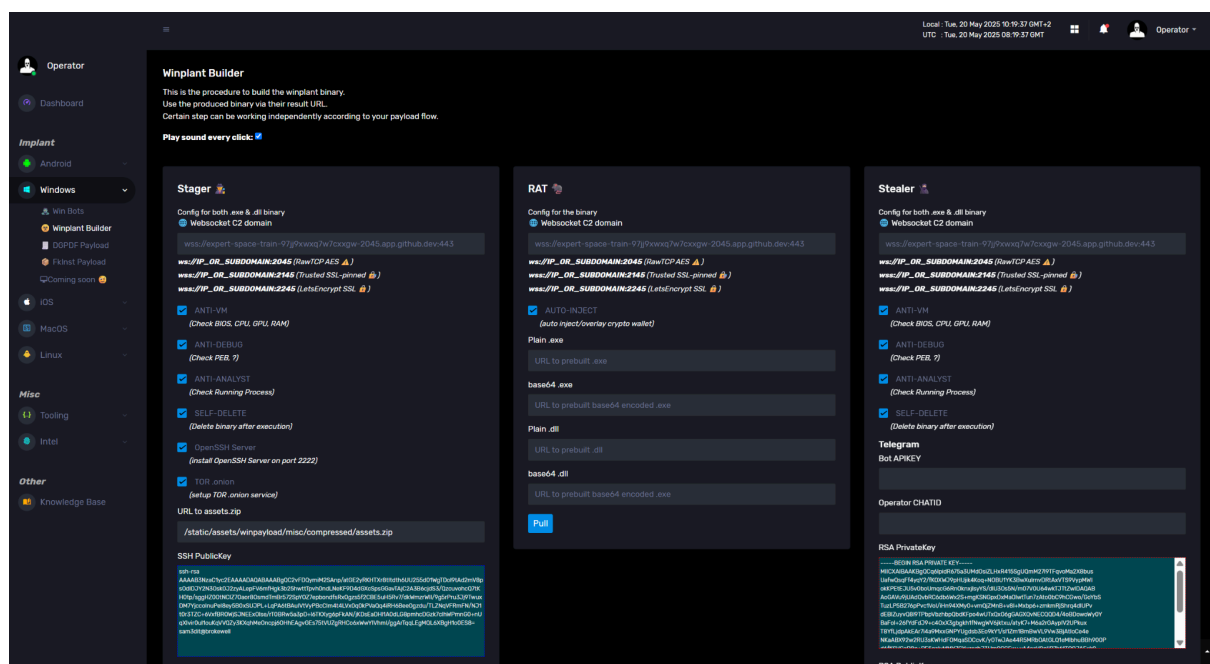 Local : Tue, 20 May 2025 10:19:37 GMT+2
UTC : Tue, 20 May 2025 08:19:37 GMT
Operator
Operator
Dashboard
Implant
Android
Windows
Win Bots
Winplant Builder
DGPDF Payload
FkInst Payload
Coming soon
iOS
MacOS
Linux
Misc
Tooling
Intel
Other
Knowledge Base
Winplant Builder
This is the procedure to build the winplant binary.
Use the produced binary via their result URL.
Certain step can be working independently according to your payload flow.
Play sound every click:
Stager
Config for both .exe & .dll binary
Websocket C2 domain
wss://expert-space-train-97jj9xwxq7w7cxxgw-2045.app.github.dev:443
ws://IP_OR_SUBDOMAIN:2045 (RawTCP AES )
wss://IP_OR_SUBDOMAIN:2145 (Trusted SSL-pinned )
wss://IP_OR_SUBDOMAIN:2245 (LetsEncrypt SSL )
ANTI-VM
(Check BIOS, CPU, GPU, RAM)
ANTI-DEBUG
(Check PEB, ?)
ANTI-ANALYST
(Check Running Process)
SELF-DELETE
(Delete binary after execution)
OpenSSH Server
(install OpenSSH Server on port 2222)
TOR .onion
(setup TOR .onion service)
URL to assets.zip
/static/assets/winpayload/misc/compressed/assets.zip
SSH PublicKey
ssh-rsa
sam3dit@brokewell
RAT
Config for the binary
Websocket C2 domain
wss://expert-space-train-97jj9xwxq7w7cxxgw-2045.app.github.dev:443
ws://IP_OR_SUBDOMAIN:2045 (RawTCP AES )
wss://IP_OR_SUBDOMAIN:2145 (Trusted SSL-pinned )
wss://IP_OR_SUBDOMAIN:2245 (LetsEncrypt SSL )
AUTO-INJECT
(auto inject/overlay crypto wallet)
Plain .exe
URL to prebuilt .exe
base64 .exe
URL to prebuilt base64 encoded .exe
Plain .dll
URL to prebuilt .dll
base64 .dll
URL to prebuilt base64 encoded .exe
Pull
Stealer
Config for both .exe & .dll binary
Websocket C2 domain
wss://expert-space-train-97jj9xwxq7w7cxxgw-2045.app.github.dev:443
ws://IP_OR_SUBDOMAIN:2045 (RawTCP AES )
wss://IP_OR_SUBDOMAIN:2145 (Trusted SSL-pinned )
wss://IP_OR_SUBDOMAIN:2245 (LetsEncrypt SSL )
ANTI-VM
(Check BIOS, CPU, GPU, RAM)
ANTI-DEBUG
(Check PEB, ?)
ANTI-ANALYST
(Check Running Process)
SELF-DELETE
(Delete binary after execution)
Telegram
Bot APIKEY
Operator CHATID
RSA PrivateKey
-----BEGIN RSA PRIVATE KEY-----